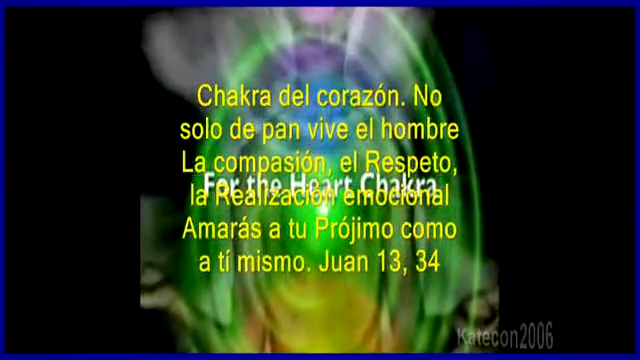 Chakra del corazón. No
solo de pan vive el hombre
La compasión, el Respeto,
For the Heart Chakra
la Realización emocional
Amarás a tu Prójimo como
a tí mismo. Juan 13, 34
Katecon2006